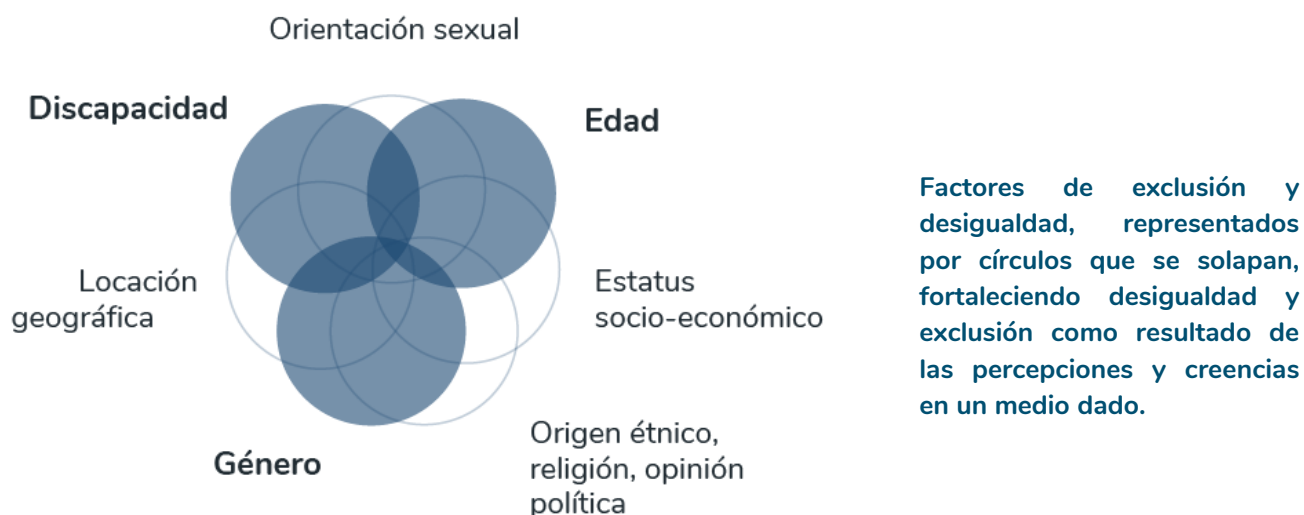 Orientación sexual
Discapacidad
Edad
Locación
geográfica
Estatus
socio-económico
Género
Origen étnico,
religión, opinión
política
Factores de exclusión y
desigualdad, representados
por círculos que se solapan,
fortaleciendo desigualdad y
exclusión como resultado de
las percepciones y creencias
en un medio dado.